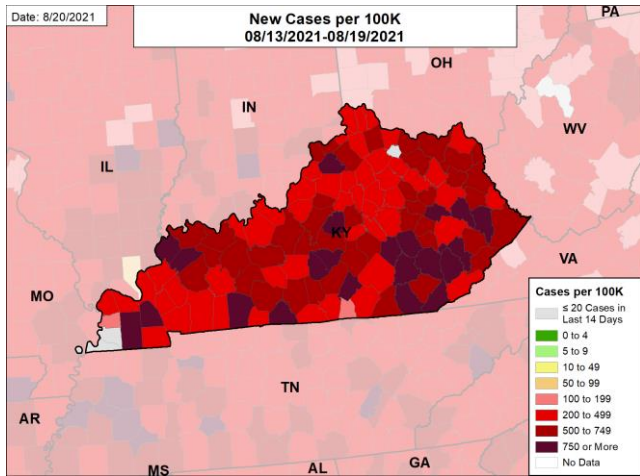 Date: 8/20/2021
New Cases per 100K
08/13/2021-08/19/2021
PA
OH
IN
WV
IL
KY
VA
MO
TN
AR
MS
AL
GA
Cases per 100K
≤ 20 Cases in
Last 14 Days
0 to 4
5 to 9
10 to 49
50 to 99
100 to 199
200 to 499
500 to 749
750 or More
No Data